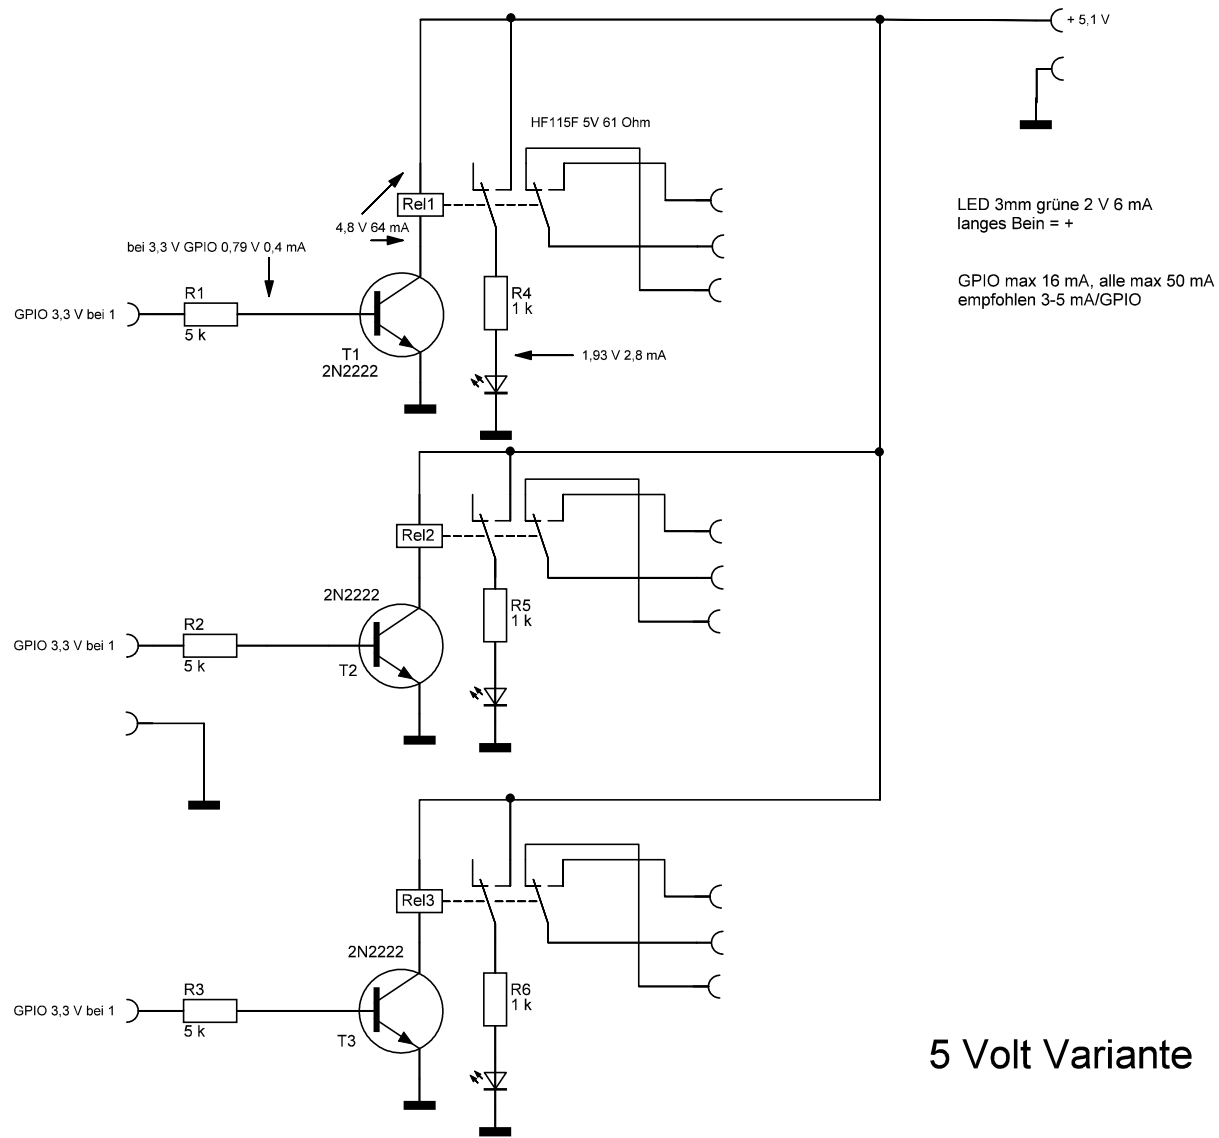 + 5,1 V
HF115F 5V 61 Ohm
LED 3mm grüne 2 V 6 mA
langes Bein = +
GPIO max 16 mA, alle max 50 mA
empfohlen 3-5 mA/GPIO
Rel1
4,8 V 64 mA
bei 3,3 V GPIO 0,79 V 0,4 mA
GPIO 3,3 V bei 1
R1
5 k
T1
2N2222
R4
1 k
1,93 V 2,8 mA
Rel2
2N2222
GPIO 3,3 V bei 1
R2
5 k
T2
R5
1 k
Rel3
2N2222
GPIO 3,3 V bei 1
R3
5 k
T3
R6
1 k
5 Volt Variante